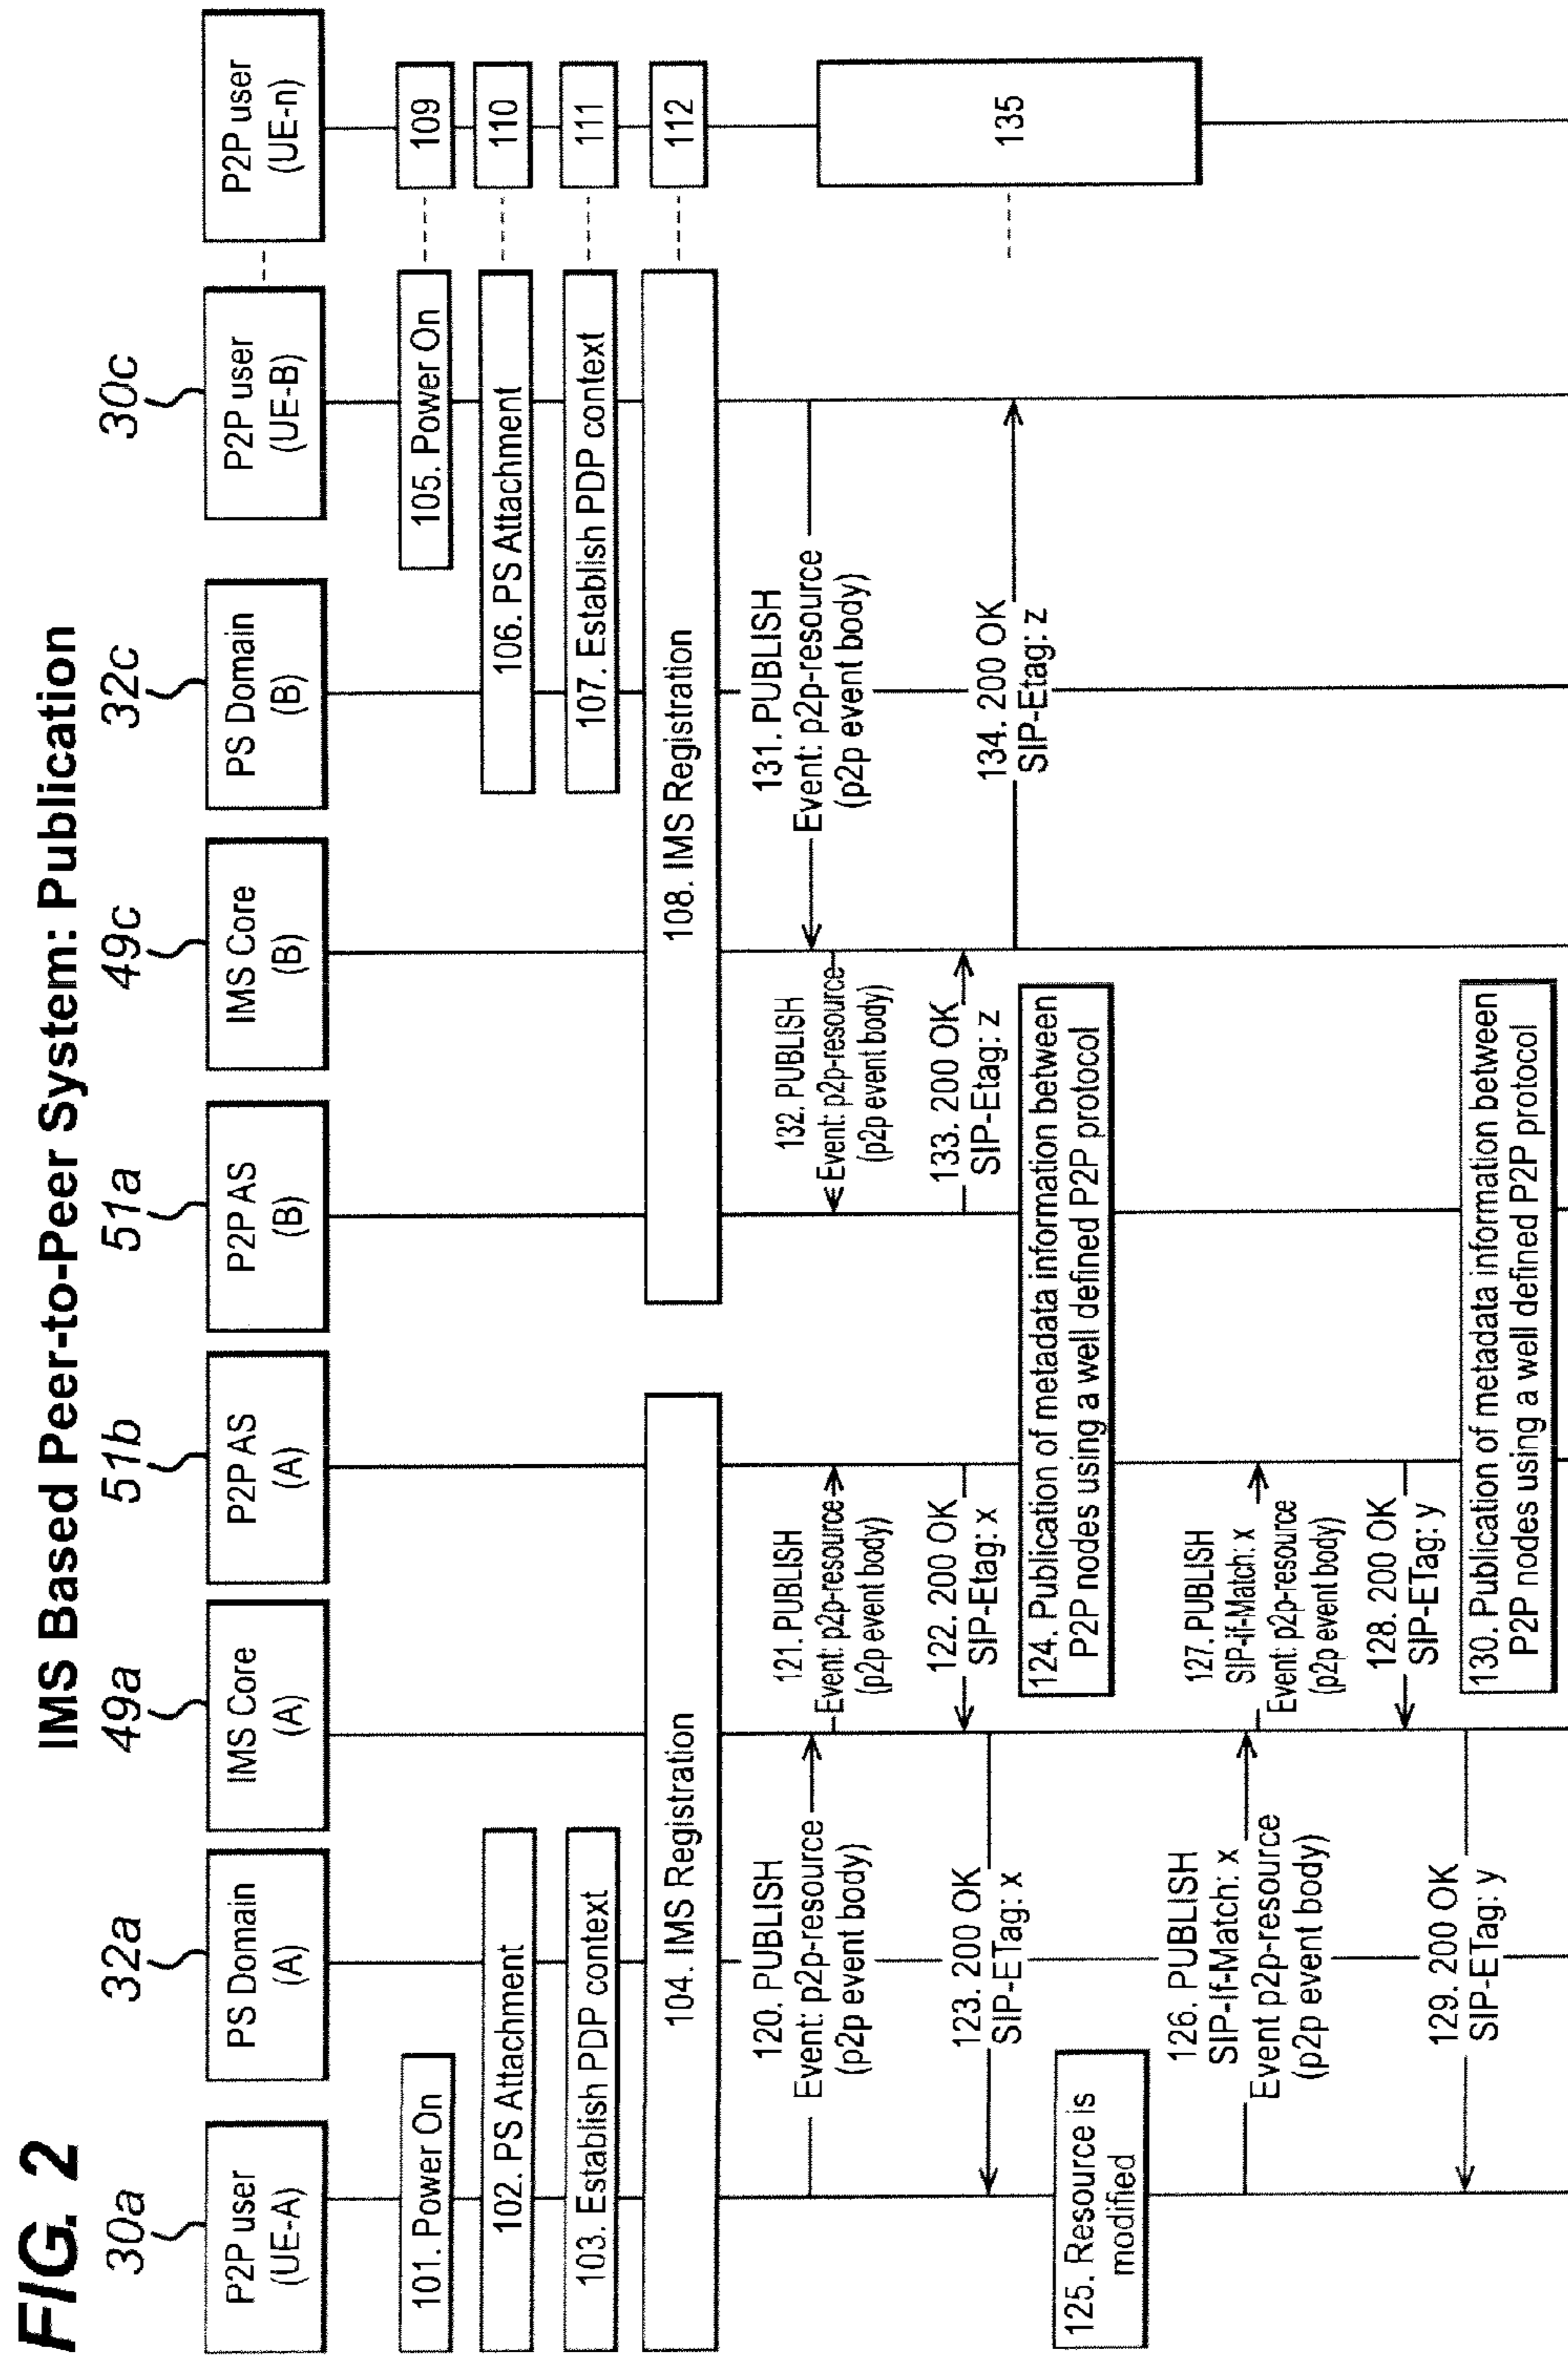 FIG. 2
IMS Based Peer-to-Peer System: Publication
30a
32a
49a
51b
51a
49c
32c
30c
P2P user
(UE-A)
PS Domain
(A)
IMS Core
(A)
P2P AS
(A)
P2P AS
(B)
IMS Core
(B)
PS Domain
(B)
P2P user
(UE-B)
P2P user
(UE-n)
101. Power On
105. Power On
109
102. PS Attachment
106. PS Attachment
110
103. Establish PDP context
107. Establish PDP context
111
104. IMS Registration
108. IMS Registration
112
120. PUBLISH
Event: p2p-resource
(p2p event body)
121. PUBLISH
Event: p2p-resource
(p2p event body)
132. PUBLISH
Event: p2p-resource
(p2p event body)
131. PUBLISH
Event: p2p-resource
(p2p event body)
123. 200 OK
SIP-ETag: x
122. 200 OK
SIP-Etag: x
133. 200 OK
SIP-Etag: z
134. 200 OK
SIP-Etag: z
135
124. Publication of metadata information between
P2P nodes using a well defined P2P protocol
125. Resource is
modified
126. PUBLISH
SIP-If-Match: x
Event p2p-resource
(p2p event body)
127. PUBLISH
SIP-if-Match: x
Event: p2p-resource
(p2p event body)
129. 200 OK
SIP-ETag: y
128. 200 OK
SIP-ETag: y
130. Publication of metadata information between
P2P nodes using a well defined P2P protocol